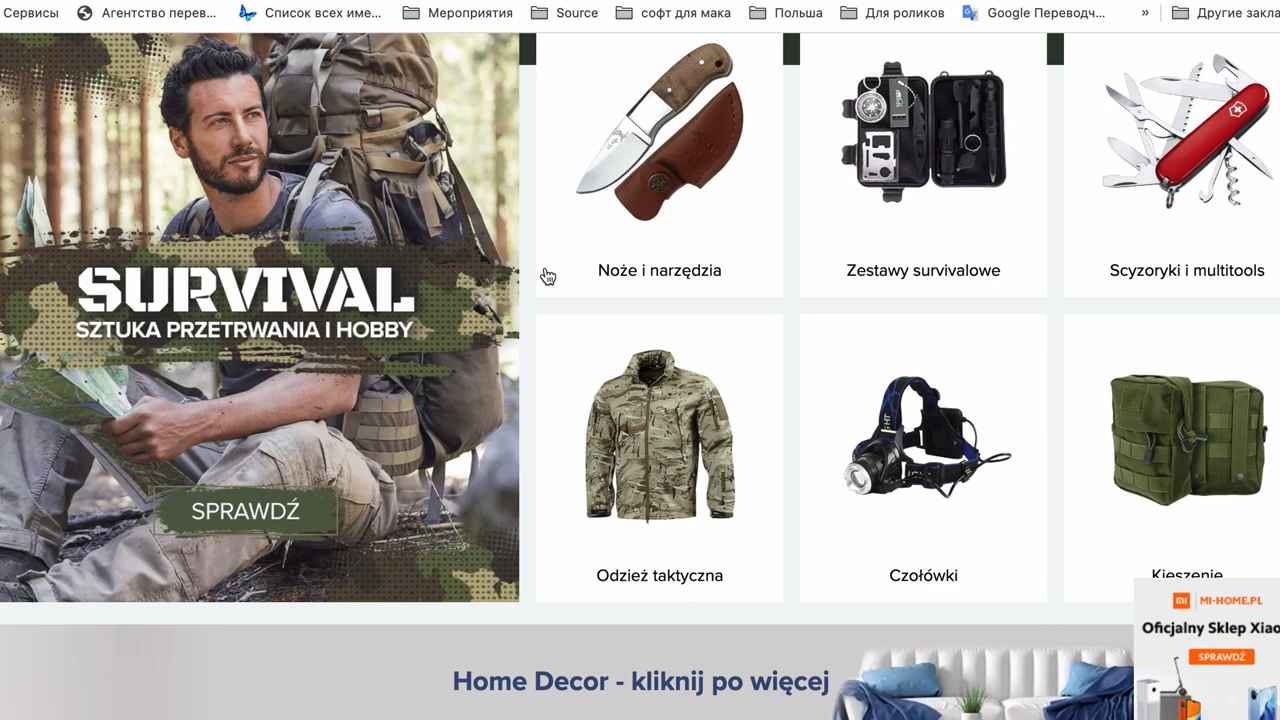 Сервисы
Агентство перев...
Список всех име...
Мероприятия
Source
софт для мака
Польша
Для роликов
Google Переводч...
»
Другие закла
Noże i narzędzia
Zestawy survivalowe
Scyzoryki i multitools
SURVIVAL
SZTUKA PRZETRWANIA I HOBBY
SPRAWDŹ
Odzież taktyczna
Czołówki
Kieszenie
MI-HOME.PL
Oficjalny Sklep Xiao
SPRAWDŹ
Home Decor - kliknij po więcej